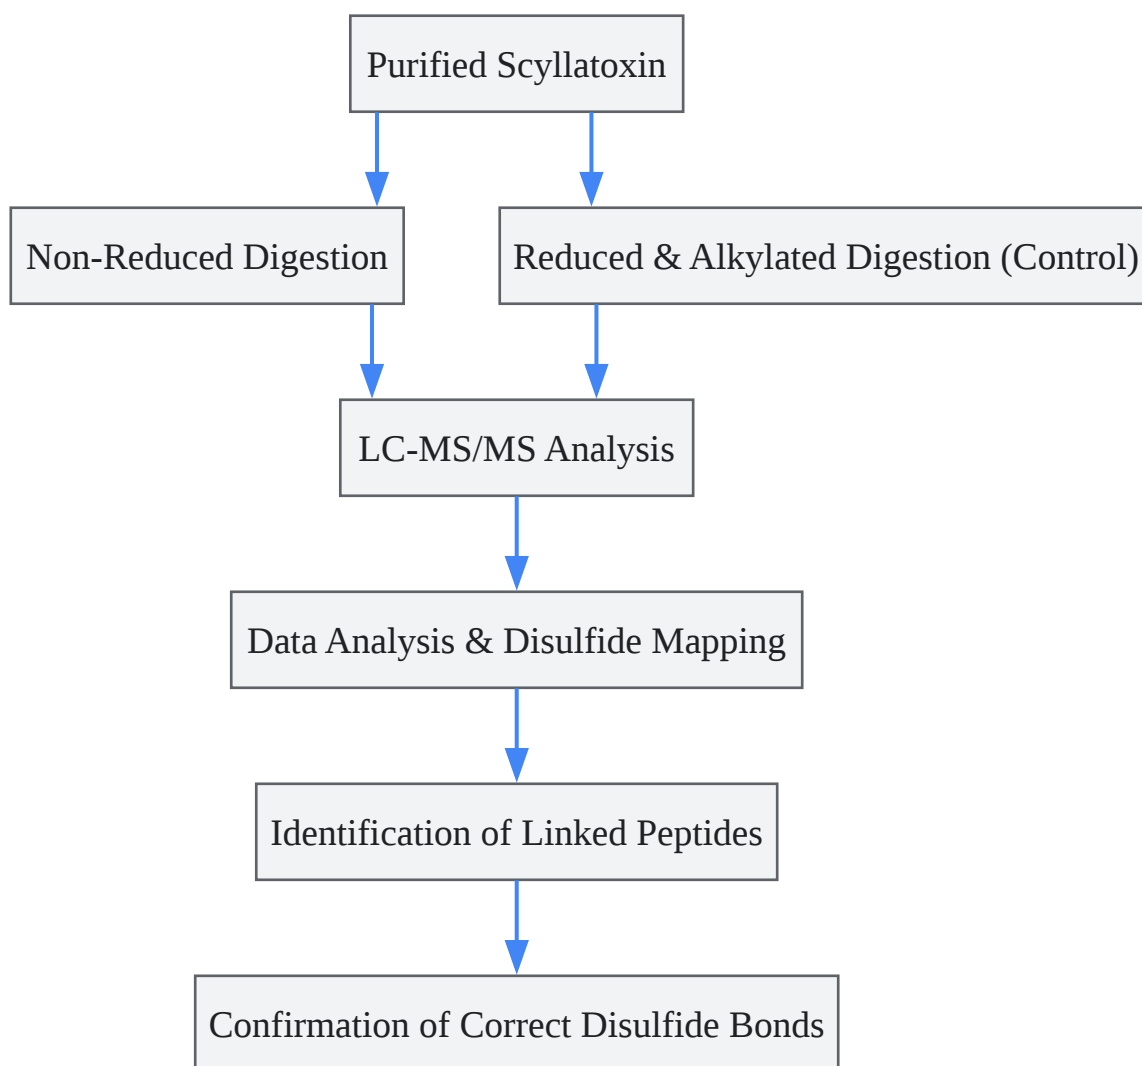 Purified Scyllatoxin
Non-Reduced Digestion
Reduced & Alkylated Digestion (Control)
LC-MS/MS Analysis
Data Analysis & Disulfide Mapping
Identification of Linked Peptides
Confirmation of Correct Disulfide Bonds